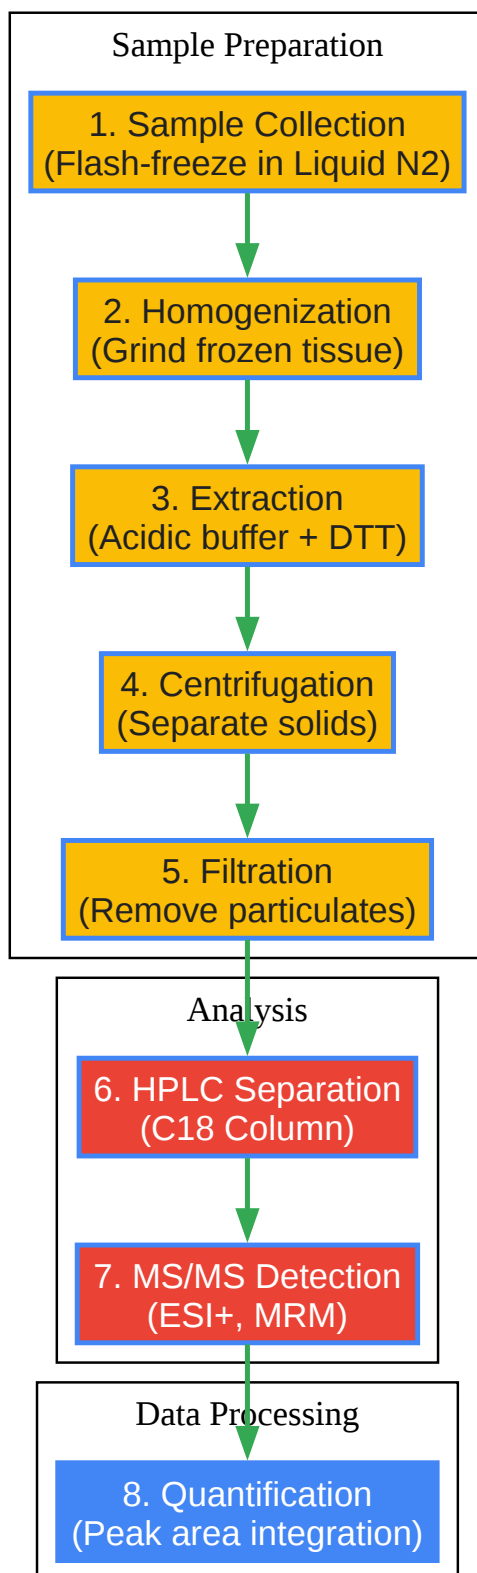 Sample Preparation
1. Sample Collection
(Flash-freeze in Liquid N2)
2. Homogenization
(Grind frozen tissue)
3. Extraction
(Acidic buffer + DTT)
4. Centrifugation
(Separate solids)
5. Filtration
(Remove particulates)
Analysis
6. HPLC Separation
(C18 Column)
7. MS/MS Detection
(ESI+, MRM)
Data Processing
8. Quantification
(Peak area integration)